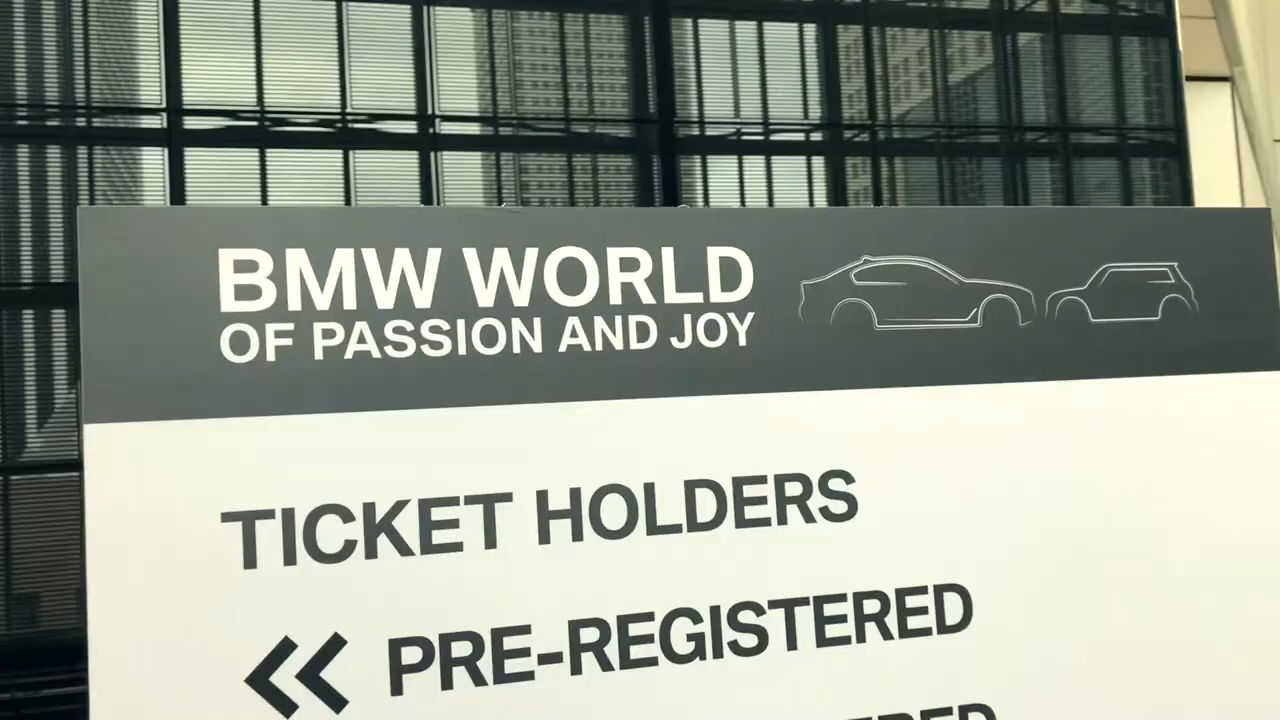 BMW WORLD
OF PASSION AND JOY
TICKET HOLDERS
PRE-REGISTERED